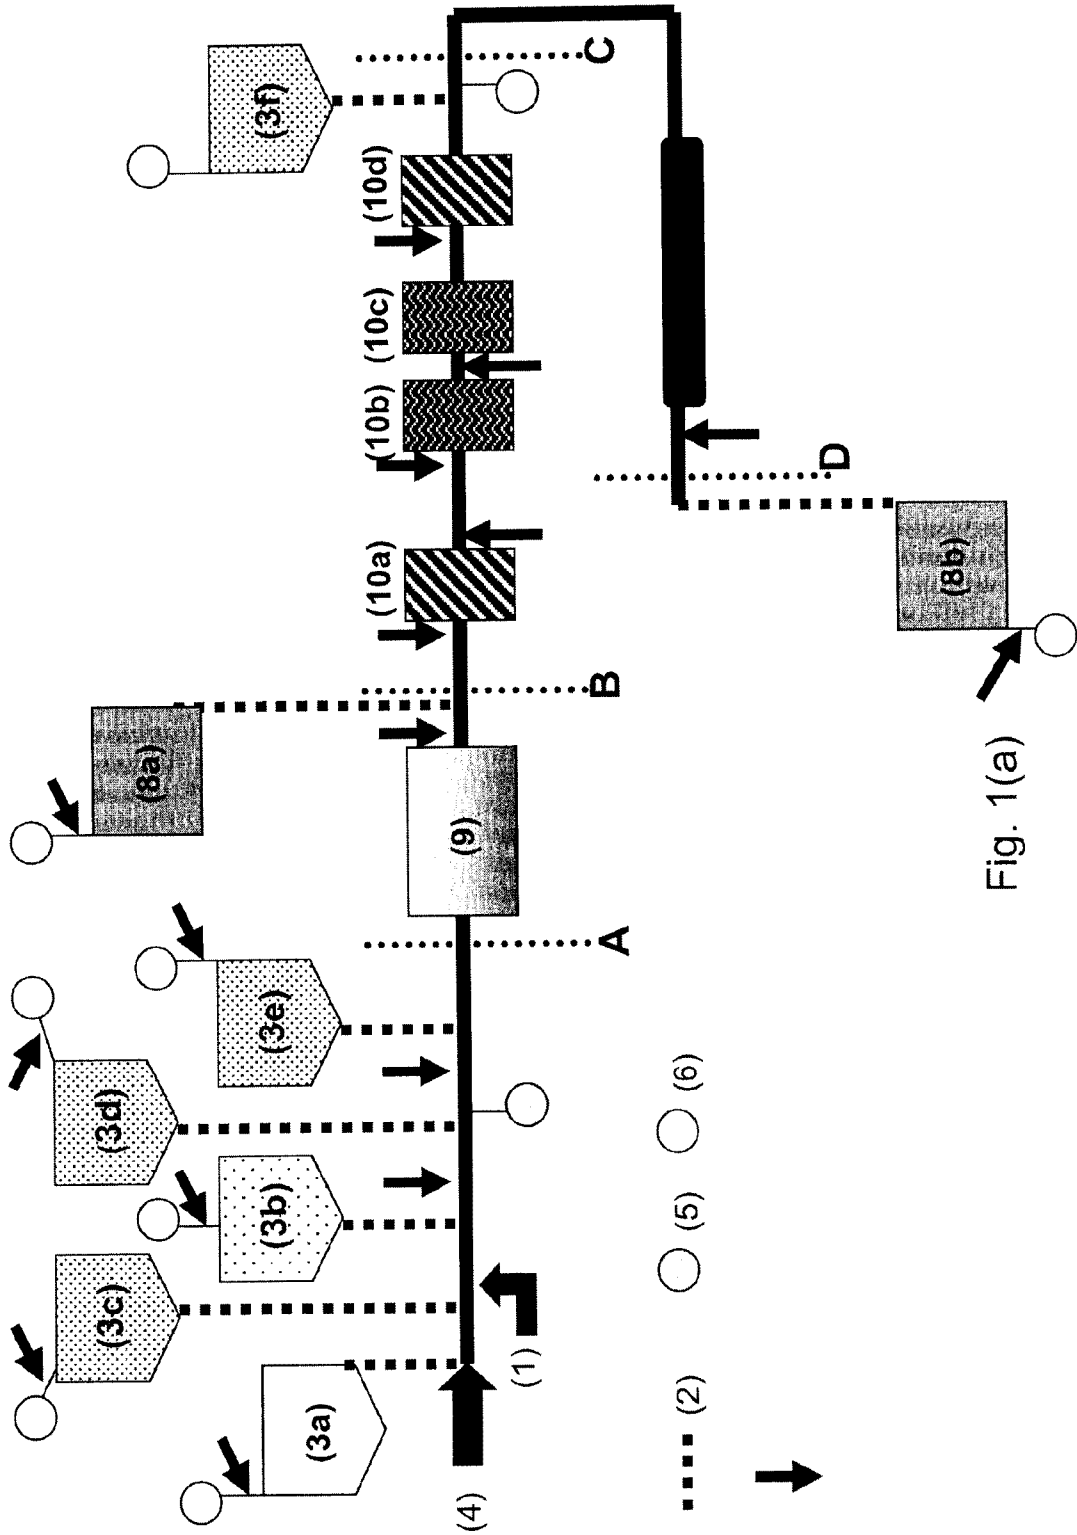 (3a)
(3c)
(3b)
(3d)
(3e)
(8a)
(3f)
(4)
(1)
(9)
(10a)
(10b)
(10c)
(10d)
A
B
C
D
(8b)
(2)
(5)
(6)
Fig. 1(a)